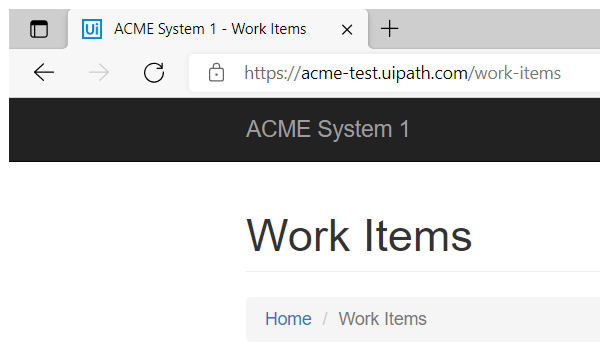 Ui ACME System 1 - Work Items
https://acme-test.uipath.com/work-items
ACME System 1
Work Items
Home / Work Items